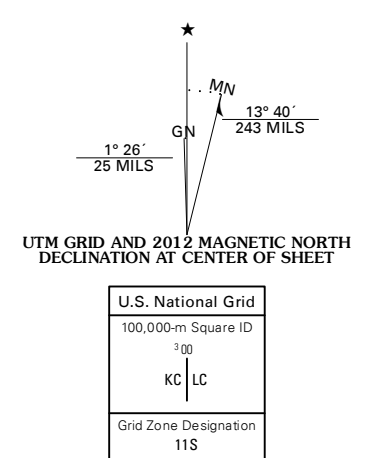 ★
MN
13° 40´
243 MILS
GN
1° 26´
25 MILS
UTM GRID AND 2012 MAGNETIC NORTH
DECLINATION AT CENTER OF SHEET
U.S. National Grid
100,000-m Square ID
³00
KC LC
Grid Zone Designation
11S